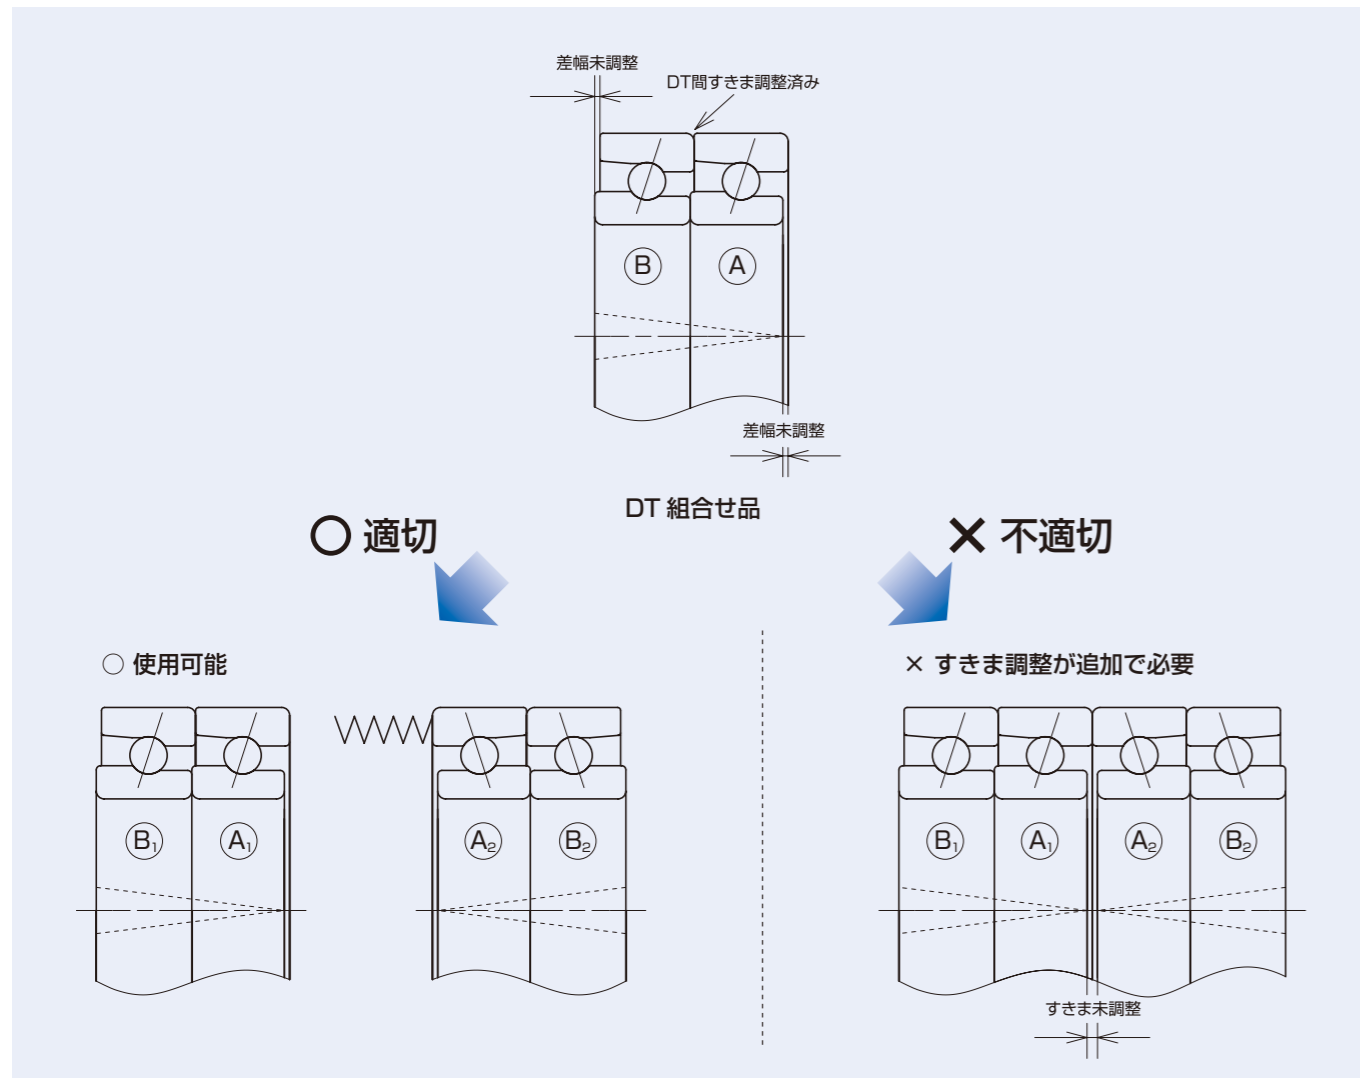 差幅未調整
DT間すきま調整済み
B
A
差幅未調整
DT 組合せ品
○ 適切
× 不適切
○ 使用可能
× すきま調整が追加で必要
B₁
A₁
A₂
B₂
B₁
A₁
A₂
B₂
すきま未調整